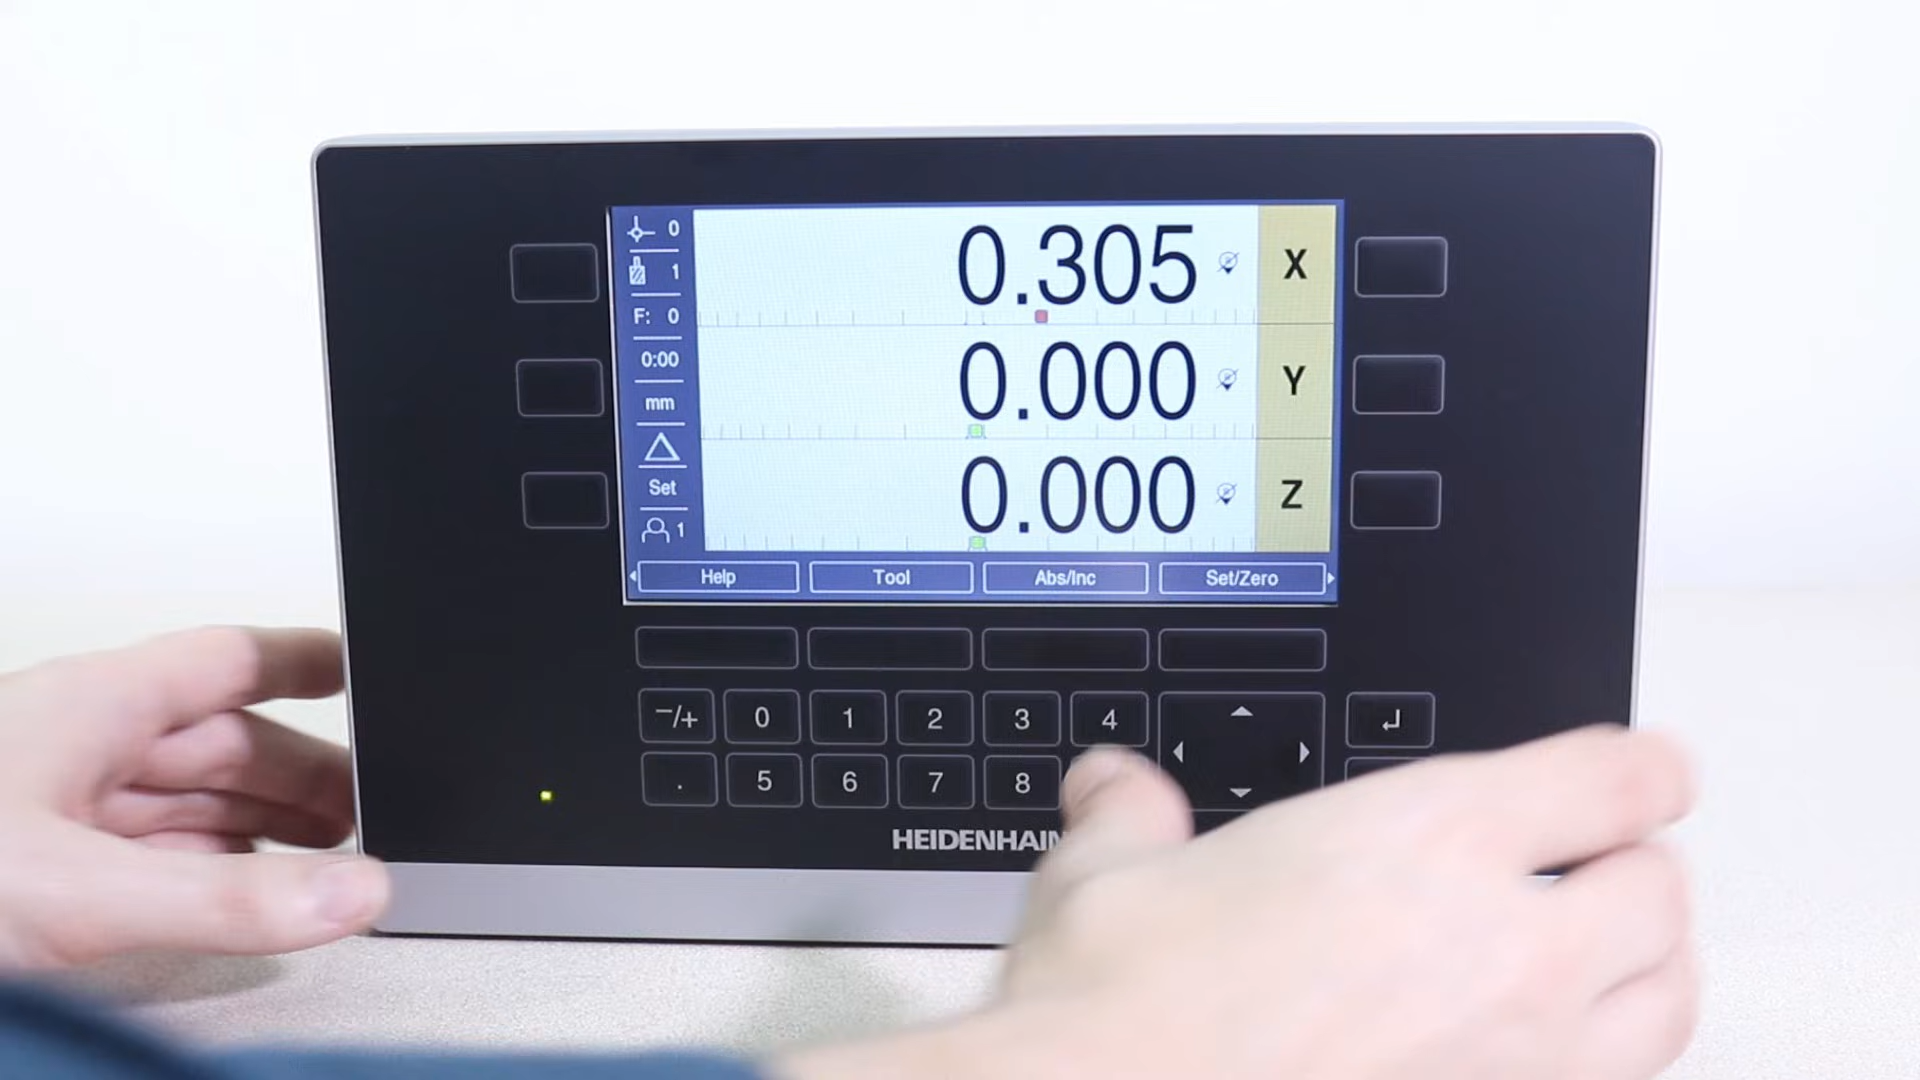 0
1
F: 0
0:00
mm
Set
1
0.305 X
0.000 Y
0.000 Z
Help Tool Abs/Inc Set/Zero
−/+ 0 1 2 3 4
. 5 6 7 8
HEIDENHAIN